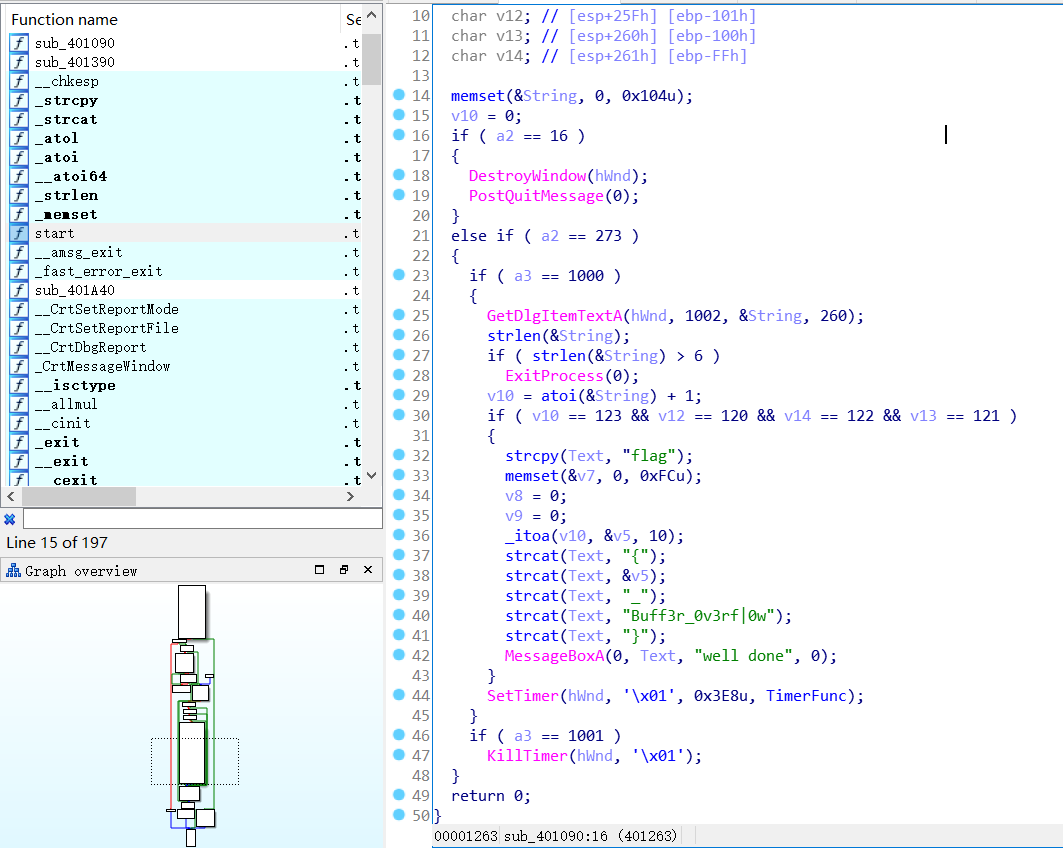 Function name
Se
sub_401090 .t
sub_401390 .t
__chkesp .t
_strcpy .t
_strcat .t
_atol .t
_atoi .t
__atoi64 .t
_strlen .t
_memset .t
start .t
__amsg_exit .t
_fast_error_exit .t
sub_401A40 .t
__CrtSetReportMode .t
__CrtSetReportFile .t
__CrtDbgReport .t
_CrtMessageWindow .t
__isctype .t
__allmul .t
__cinit .t
_exit .t
__exit .t
__cexit .t
Line 15 of 197
Graph overview
10 char v12; // [esp+25Fh] [ebp-101h]
11 char v13; // [esp+260h] [ebp-100h]
12 char v14; // [esp+261h] [ebp-FFh]
13
14 memset(&String, 0, 0x104u);
15 v10 = 0;
16 if ( a2 == 16 )
17 {
18 DestroyWindow(hWnd);
19 PostQuitMessage(0);
20 }
21 else if ( a2 == 273 )
22 {
23 if ( a3 == 1000 )
24 {
25 GetDlgItemTextA(hWnd, 1002, &String, 260);
26 strlen(&String);
27 if ( strlen(&String) > 6 )
28 ExitProcess(0);
29 v10 = atoi(&String) + 1;
30 if ( v10 == 123 && v12 == 120 && v14 == 122 && v13 == 121 )
31 {
32 strcpy(Text, "flag");
33 memset(&v7, 0, 0xFCu);
34 v8 = 0;
35 v9 = 0;
36 _itoa(v10, &v5, 10);
37 strcat(Text, "{");
38 strcat(Text, &v5);
39 strcat(Text, "_");
40 strcat(Text, "Buff3r_0v3rf|0w");
41 strcat(Text, "}");
42 MessageBoxA(0, Text, "well done", 0);
43 }
44 SetTimer(hWnd, '\x01', 0x3E8u, TimerFunc);
45 }
46 if ( a3 == 1001 )
47 KillTimer(hWnd, '\x01');
48 }
49 return 0;
50 }
00001263 sub_401090:16 (401263)